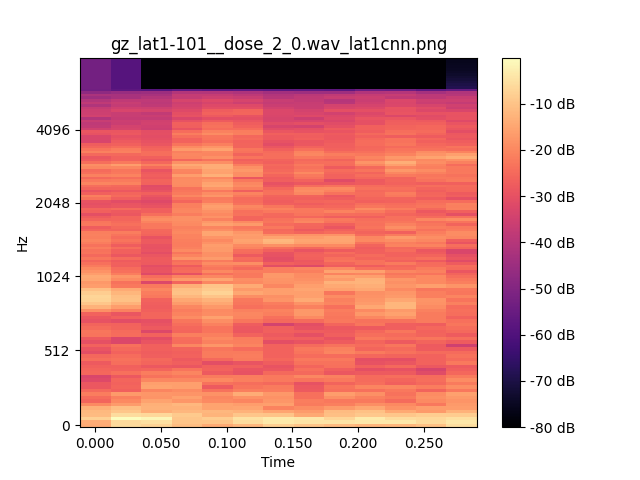 gz_lat1-101__dose_2_0.wav_lat1cnn.png
Hz
4096
2048
1024
512
0
0.000 0.050 0.100 0.150 0.200 0.250
Time
-10 dB
-20 dB
-30 dB
-40 dB
-50 dB
-60 dB
-70 dB
-80 dB